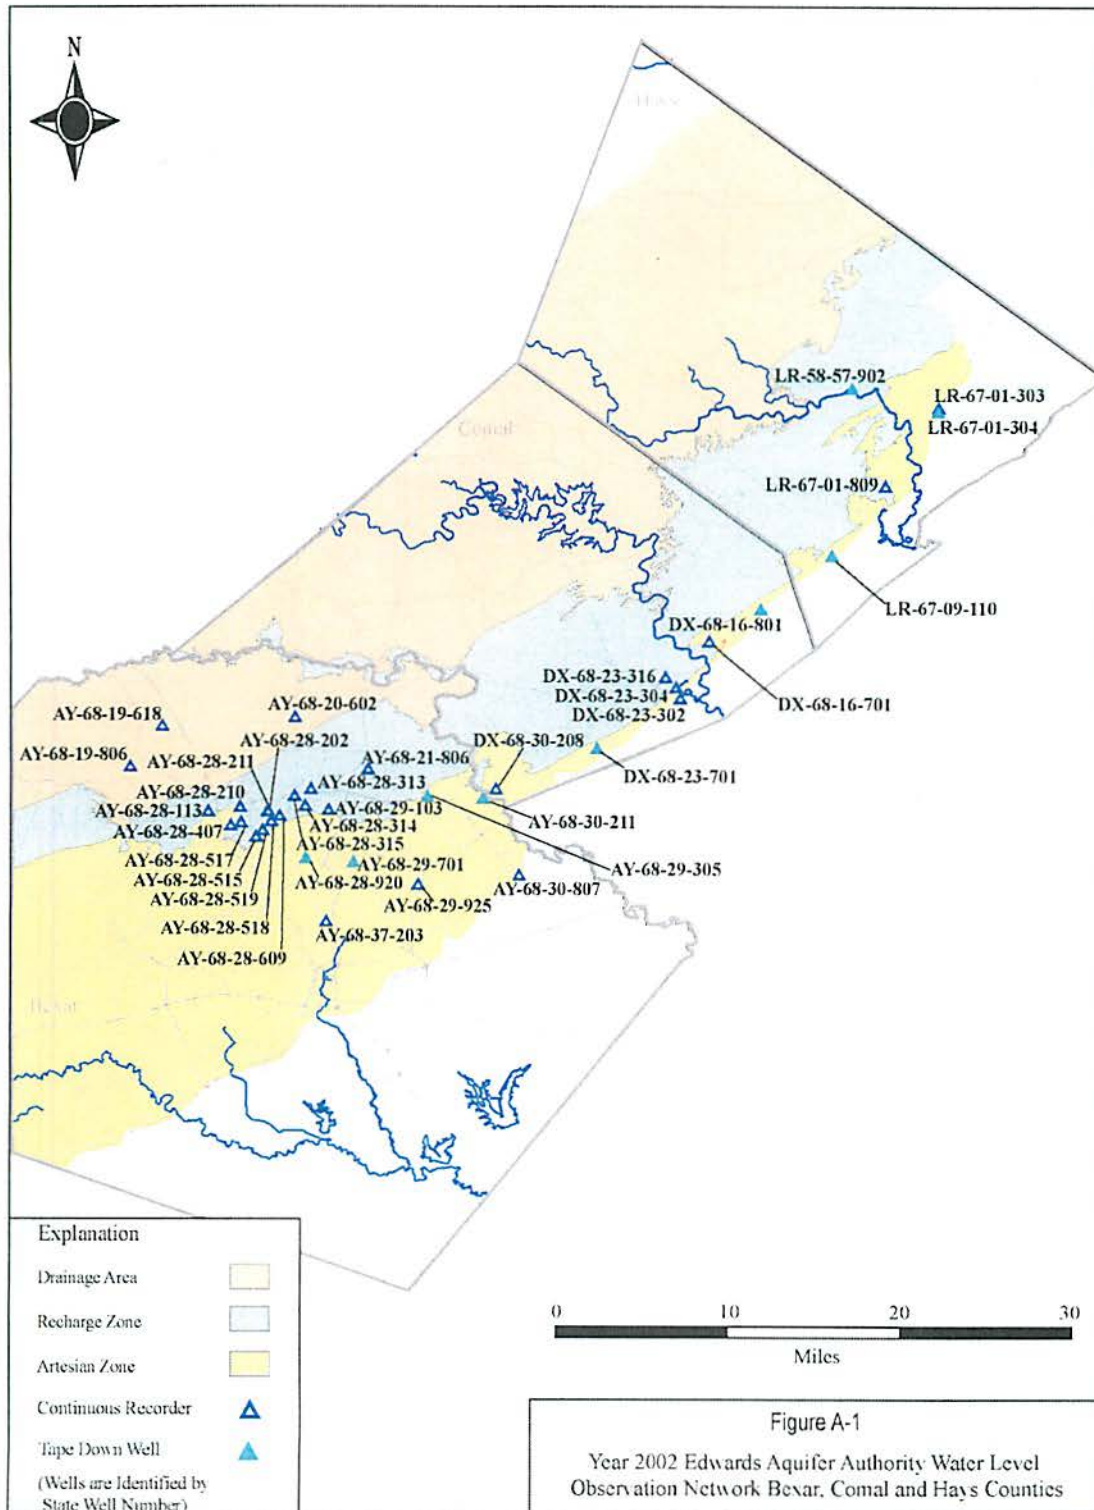 N
Hays
LR-58-57-902
LR-67-01-303
LR-67-01-304
Comal
LR-67-01-809
LR-67-09-110
DX-68-16-801
DX-68-23-316
DX-68-23-304
DX-68-23-302
DX-68-16-701
AY-68-20-602
AY-68-19-618
AY-68-28-202
DX-68-30-208
AY-68-19-806
AY-68-28-211
AY-68-21-806
DX-68-23-701
AY-68-28-210
AY-68-28-313
AY-68-28-113
AY-68-29-103
AY-68-30-211
AY-68-28-407
AY-68-28-314
AY-68-28-315
AY-68-28-517
AY-68-29-701
AY-68-29-305
AY-68-28-515
AY-68-28-920
AY-68-30-807
AY-68-28-519
AY-68-29-925
AY-68-28-518
AY-68-37-203
AY-68-28-609
Bexar
Explanation
Drainage Area
Recharge Zone
Artesian Zone
Continuous Recorder
Tape Down Well
(Wells are Identified by
State Well Number)
0 10 20 30
Miles
Figure A-1
Year 2002 Edwards Aquifer Authority Water Level
Observation Network Bexar, Comal and Hays Counties